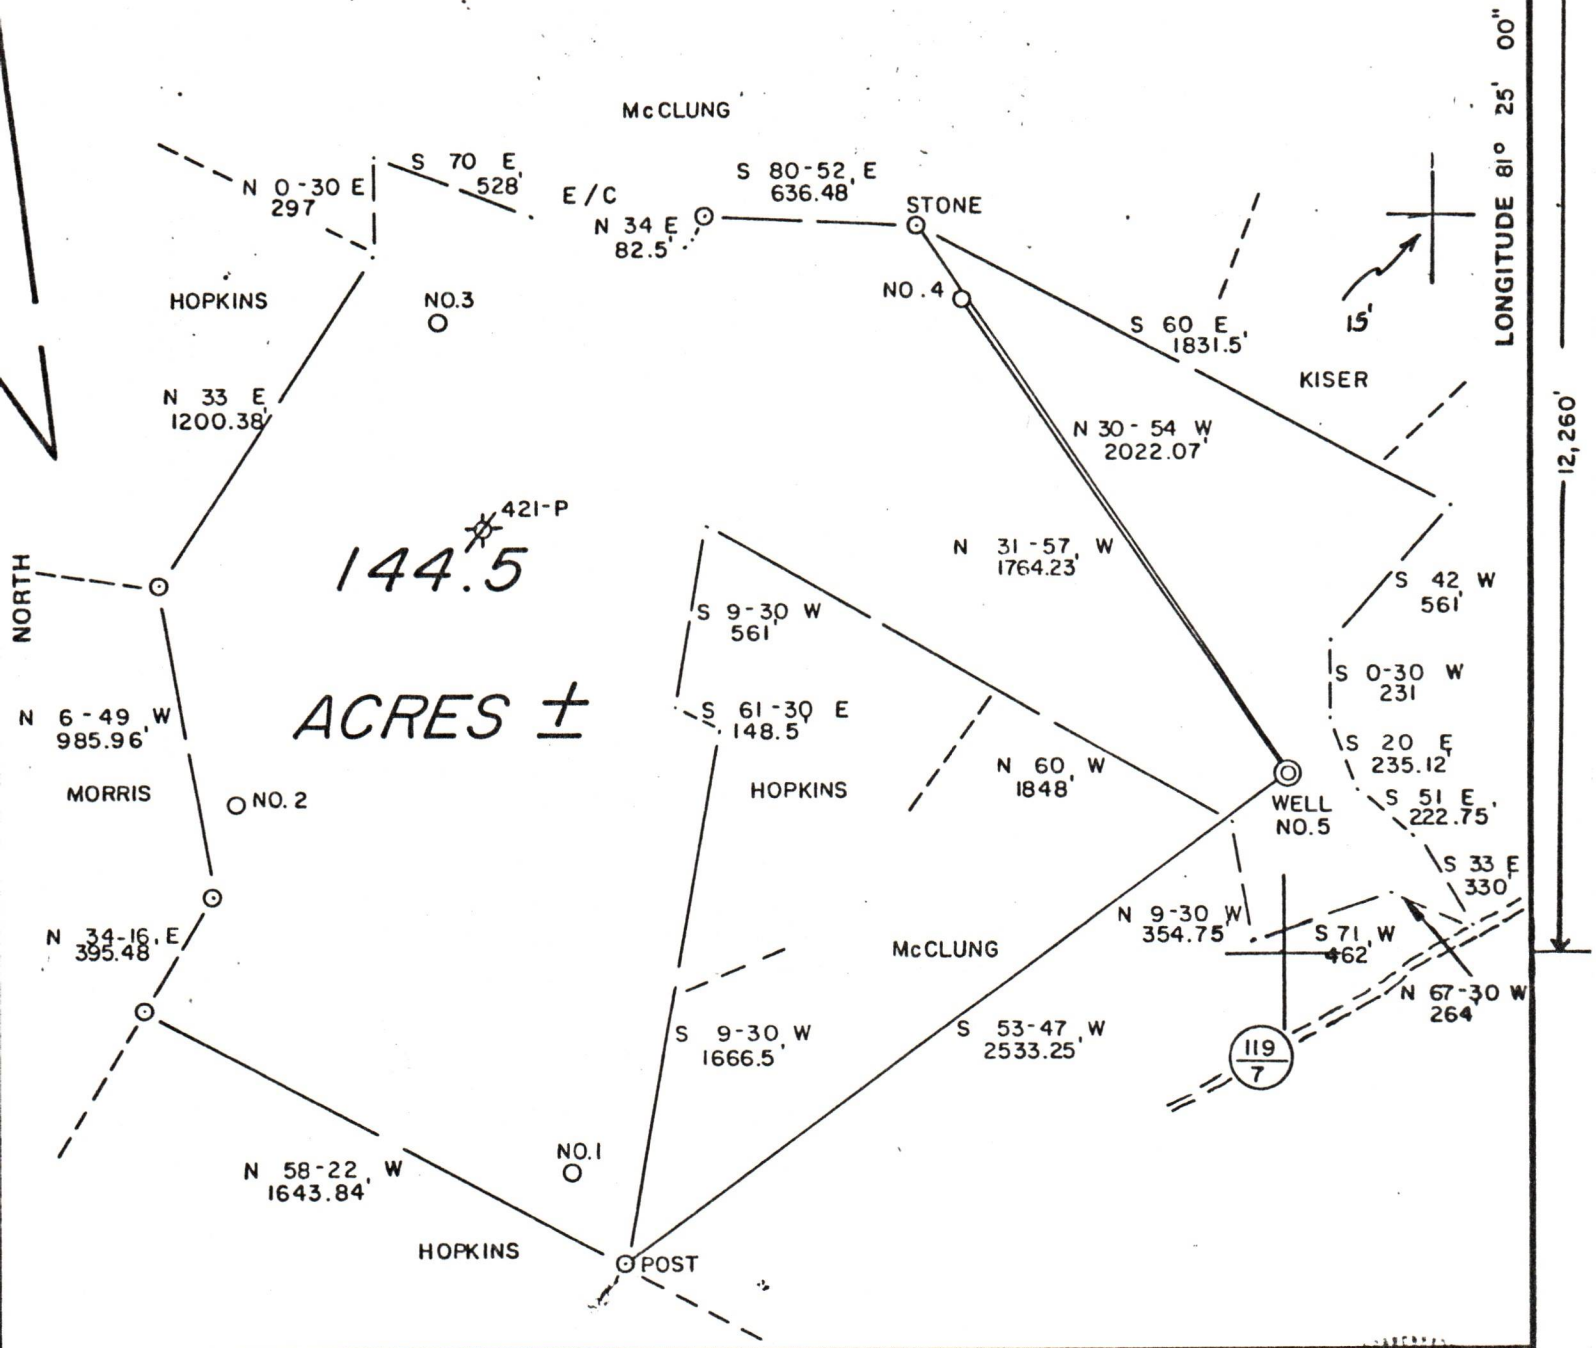 McCLUNG
S 70 E
528'
N 0-30 E
297
E/C
N 34 E
82.5'
S 80-52 E
636.48'
STONE
LONGITUDE 81° 25' 00"
15'
HOPKINS
NO.3
NO.4
S 60 E
1831.5'
KISER
N 33 E
1200.38'
N 30-54 W
2022.07'
12,260'
421-P
144.5
ACRES ±
N 31-57 W
1764.23'
NORTH
S 9-30 W
561'
S 42 W
561'
S 0-30 W
231
N 6-49 W
985.96'
S 61-30 E
148.5'
S 20 E
235.12'
MORRIS
NO.2
HOPKINS
N 60 W
1848'
WELL
NO.5
S 51 E
222.75'
S 33 E
330'
N 34-16 E
395.48'
McCLUNG
N 9-30 W
354.75'
S 71 W
462'
N 67-30 W
264'
S 9-30 W
1666.5'
S 53-47 W
2533.25'
119
7
NO.1
N 58-22 W
1643.84'
HOPKINS
POST